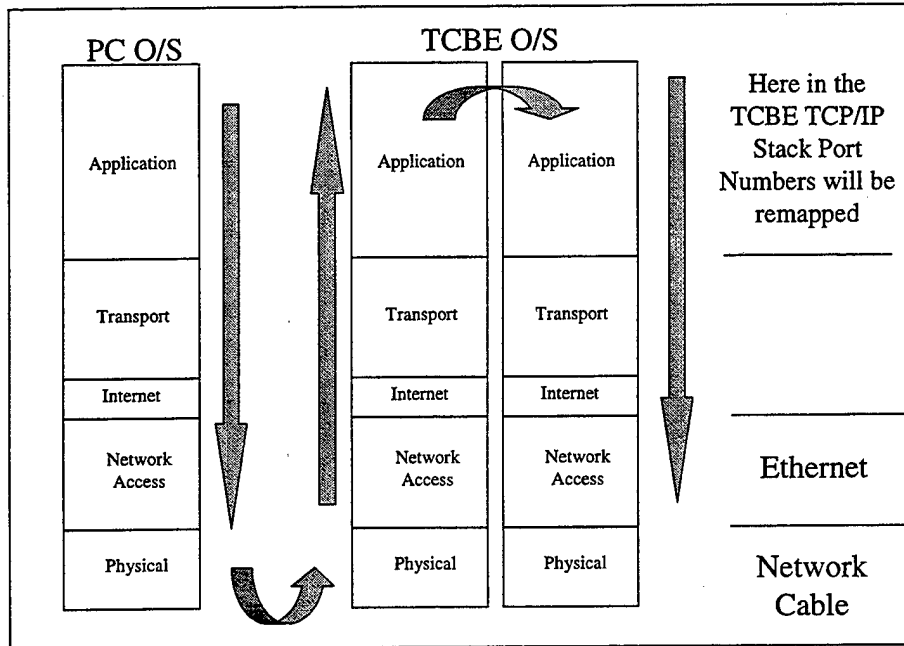 PC O/S
TCBE O/S
Application
Application
Application
Here in the
TCBE TCP/IP
Stack Port
Numbers will be
remapped
Transport
Transport
Transport
Internet
Internet
Internet
Network
Access
Network
Access
Network
Access
Ethernet
Physical
Physical
Physical
Network
Cable